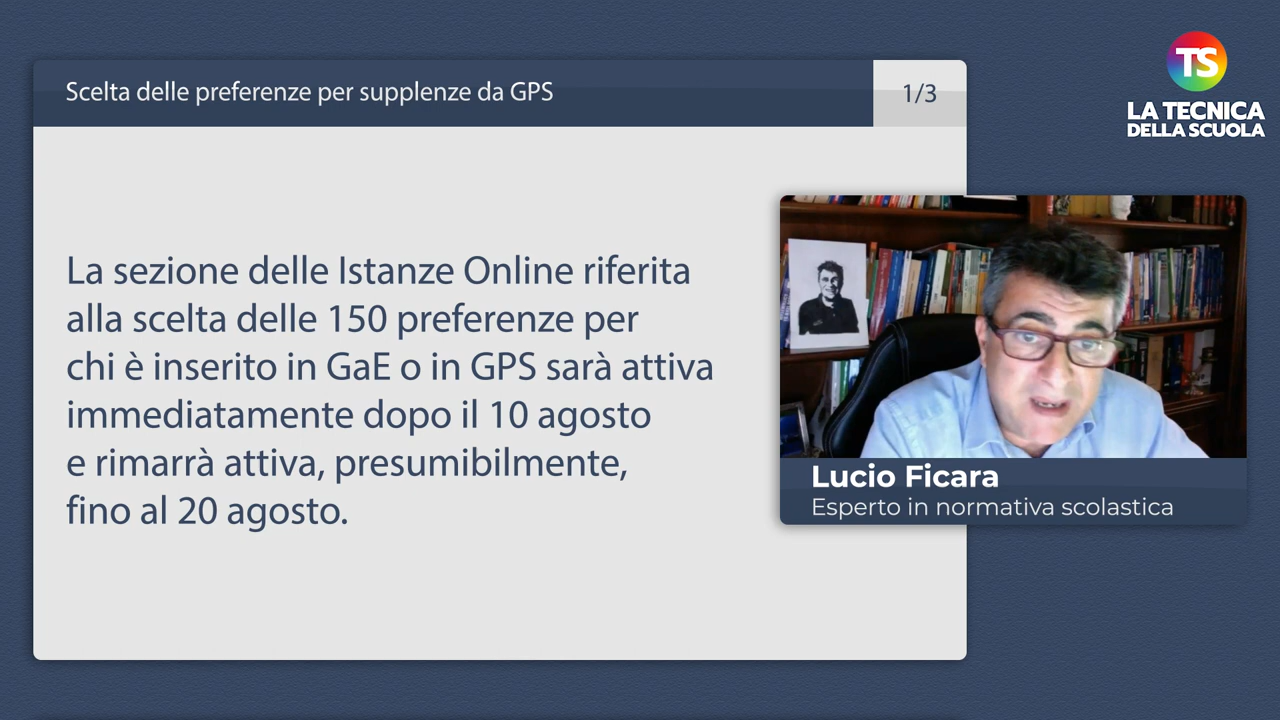 Scelta delle preferenze per supplenze da GPS
1/3
TS
LA TECNICA
DELLA SCUOLA
La sezione delle Istanze Online riferita
alla scelta delle 150 preferenze per
chi è inserito in GaE o in GPS sarà attiva
immediatamente dopo il 10 agosto
e rimarrà attiva, presumibilmente,
fino al 20 agosto.
Lucio Ficara
Esperto in normativa scolastica